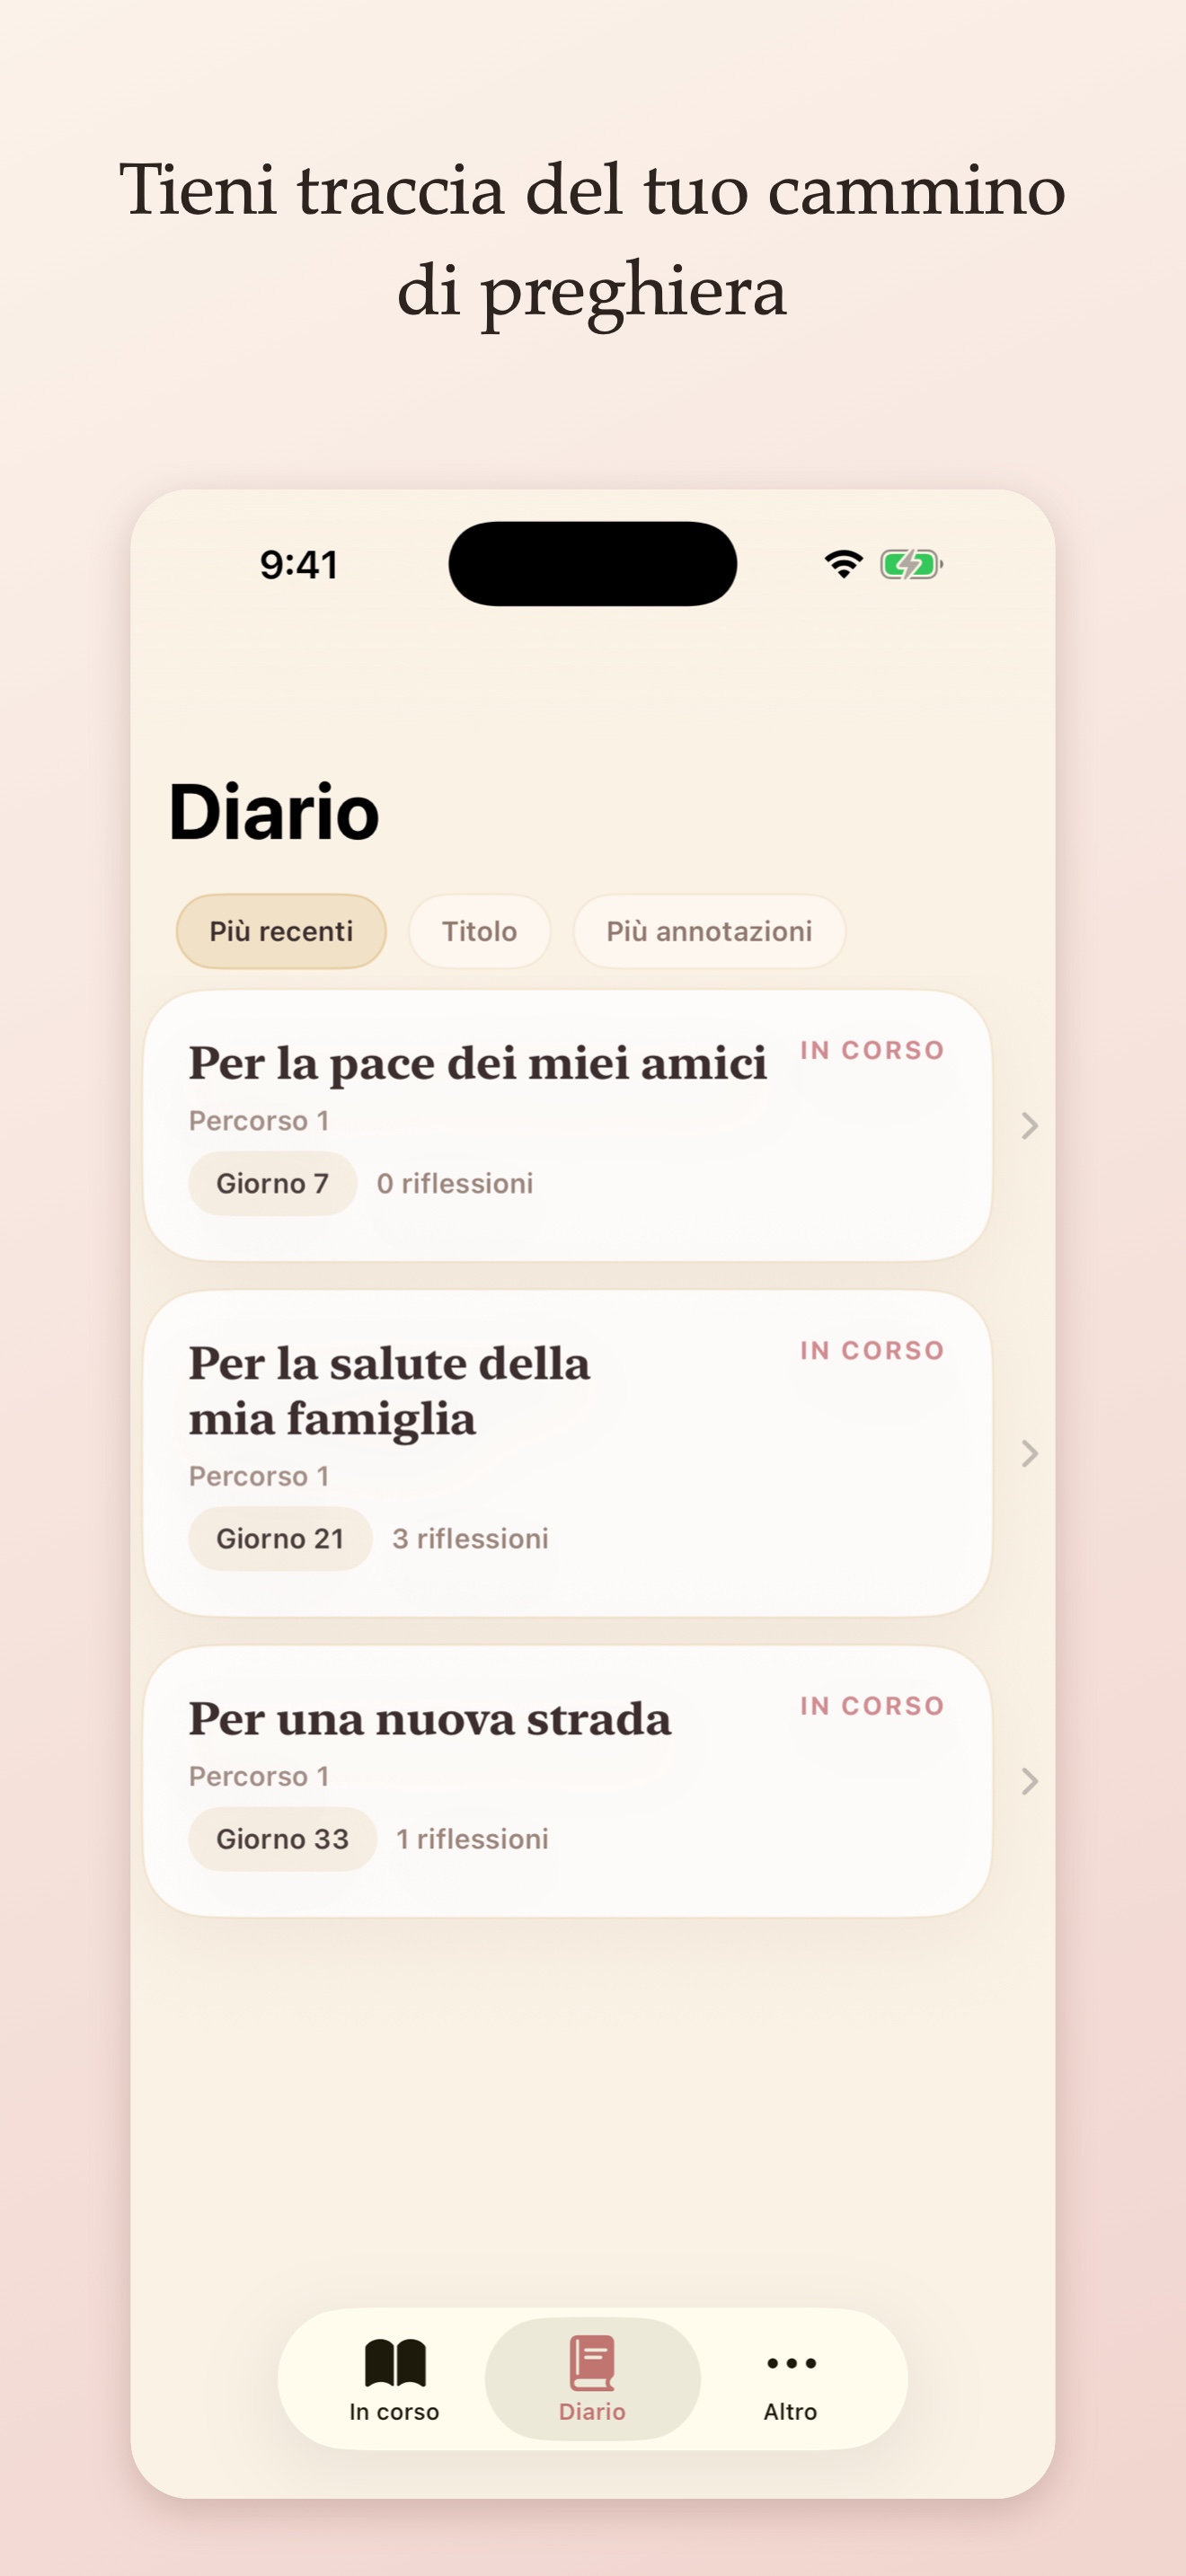 Tieni traccia del tuo cammino
di preghiera
9:41
Diario
Più recenti
Titolo
Più annotazioni
Per la pace dei miei amici
IN CORSO
Percorso 1
Giorno 7
0 riflessioni
Per la salute della
mia famiglia
IN CORSO
Percorso 1
Giorno 21
3 riflessioni
Per una nuova strada
IN CORSO
Percorso 1
Giorno 33
1 riflessioni
In corso
Diario
Altro